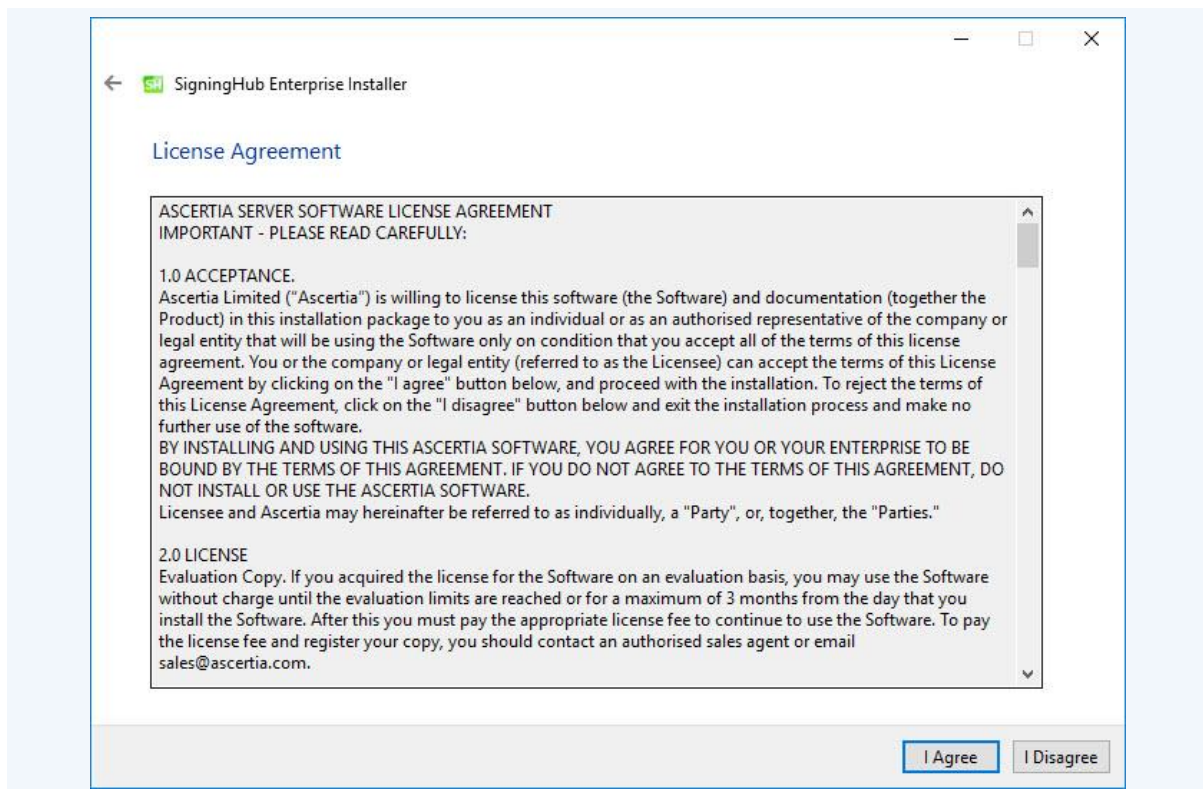 SigningHub Enterprise Installer
License Agreement
ASCERTIA SERVER SOFTWARE LICENSE AGREEMENT
IMPORTANT - PLEASE READ CAREFULLY:
1.0 ACCEPTANCE.
Ascertia Limited ("Ascertia") is willing to license this software (the Software) and documentation (together the
Product) in this installation package to you as an individual or as an authorised representative of the company or
legal entity that will be using the Software only on condition that you accept all of the terms of this license
agreement. You or the company or legal entity (referred to as the Licensee) can accept the terms of this License
Agreement by clicking on the "I agree" button below, and proceed with the installation. To reject the terms of
this License Agreement, click on the "I disagree" button below and exit the installation process and make no
further use of the software.
BY INSTALLING AND USING THIS ASCERTIA SOFTWARE, YOU AGREE FOR YOU OR YOUR ENTERPRISE TO BE
BOUND BY THE TERMS OF THIS AGREEMENT. IF YOU DO NOT AGREE TO THE TERMS OF THIS AGREEMENT, DO
NOT INSTALL OR USE THE ASCERTIA SOFTWARE.
Licensee and Ascertia may hereinafter be referred to as individually, a "Party", or, together, the "Parties."
2.0 LICENSE
Evaluation Copy. If you acquired the license for the Software on an evaluation basis, you may use the Software
without charge until the evaluation limits are reached or for a maximum of 3 months from the day that you
install the Software. After this you must pay the appropriate license fee to continue to use the Software. To pay
the license fee and register your copy, you should contact an authorised sales agent or email
sales@ascertia.com.
I Agree
I Disagree